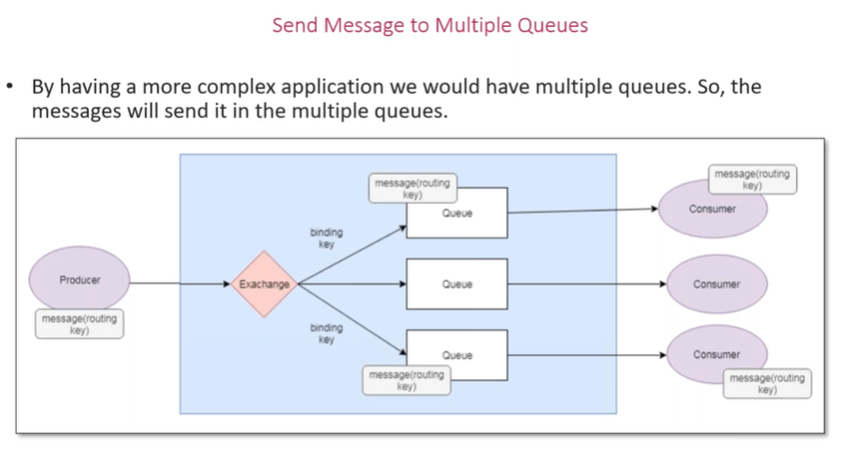 Send Message to Multiple Queues
• By having a more complex application we would have multiple queues. So, the
messages will send it in the multiple queues.
message(routing
key)
message(routing
key)
Queue
Consumer
binding
key
Producer
Exachange
Queue
Consumer
message(routing
key)
binding
key
Queue
Consumer
message(routing
key)
message(routing
key)